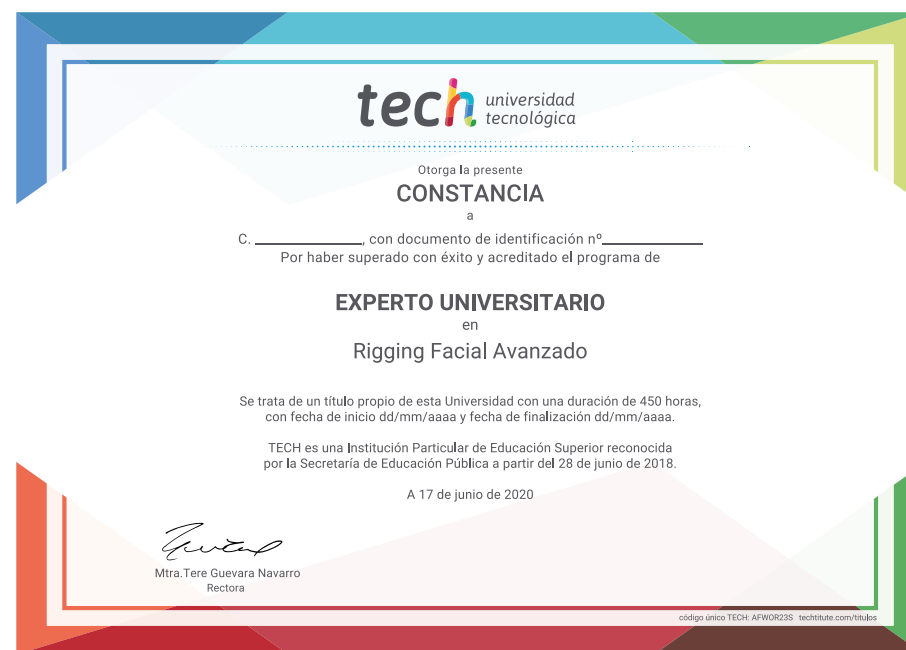 tech universidad
tecnológica
Otorga la presente
CONSTANCIA
a
C. ____________, con documento de identificación nº____________
Por haber superado con éxito y acreditado el programa de
EXPERTO UNIVERSITARIO
en
Rigging Facial Avanzado
Se trata de un título propio de esta Universidad con una duración de 450 horas,
con fecha de inicio dd/mm/aaaa y fecha de finalización dd/mm/aaaa.
TECH es una Institución Particular de Educación Superior reconocida
por la Secretaría de Educación Pública a partir del 28 de junio de 2018.
A 17 de junio de 2020
Mtra.Tere Guevara Navarro
Rectora
código único TECH: AFWOR23S techtitute.com/titulos